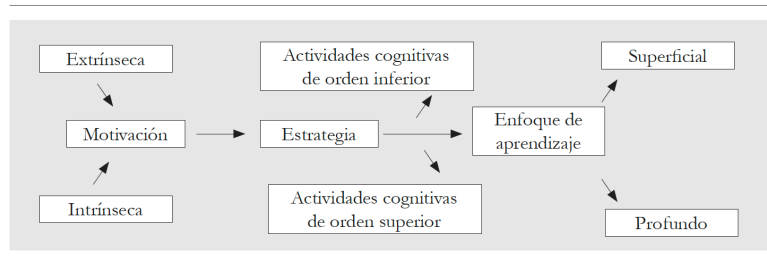 Extrínseca
Motivación
Intrínseca
Estrategia
Actividades cognitivas
de orden inferior
Actividades cognitivas
de orden superior
Enfoque de
aprendizaje
Superficial
Profundo